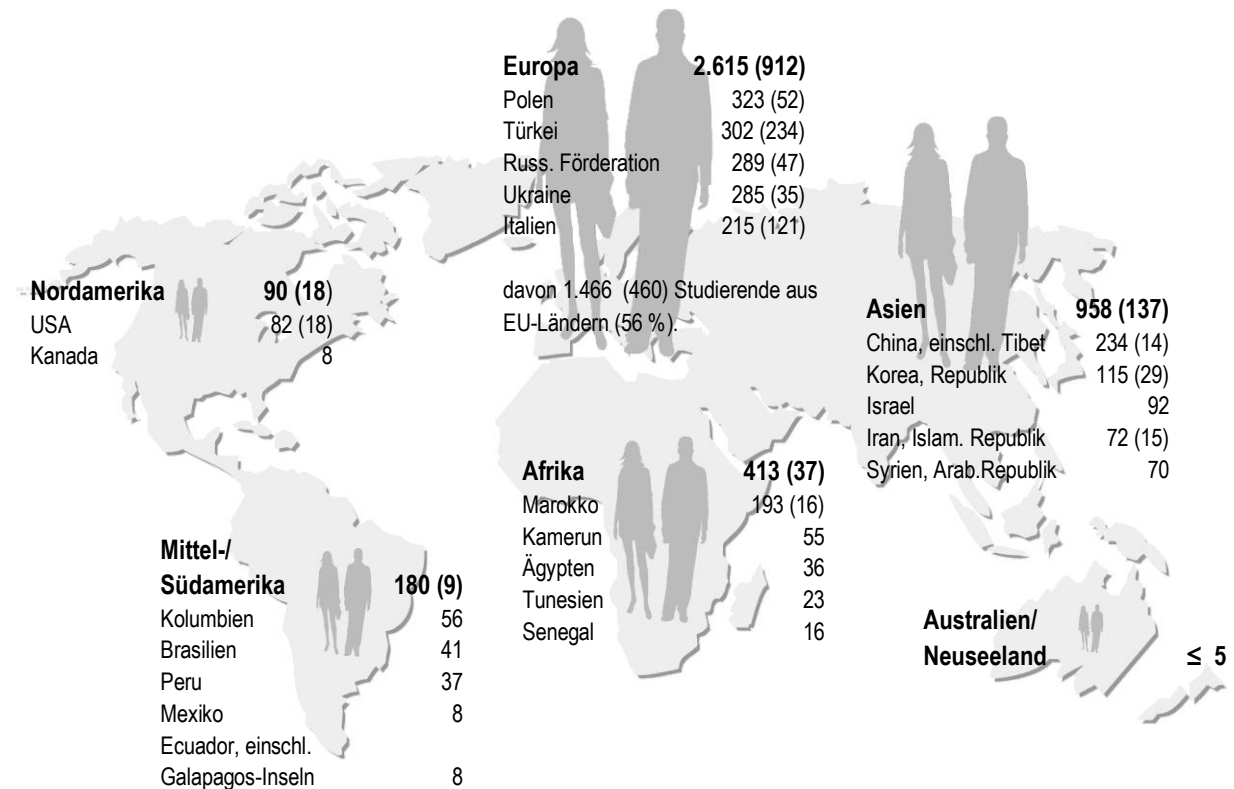 Europa 2.615 (912)
Polen 323 (52)
Türkei 302 (234)
Russ. Förderation 289 (47)
Ukraine 285 (35)
Italien 215 (121)
davon 1.466 (460) Studierende aus
EU-Ländern (56 %).
Nordamerika 90 (18)
USA 82 (18)
Kanada 8
Asien 958 (137)
China, einschl. Tibet 234 (14)
Korea, Republik 115 (29)
Israel 92
Iran, Islam. Republik 72 (15)
Syrien, Arab.Republik 70
Afrika 413 (37)
Marokko 193 (16)
Kamerun 55
Ägypten 36
Tunesien 23
Senegal 16
Mittel-/
Südamerika 180 (9)
Kolumbien 56
Brasilien 41
Peru 37
Mexiko 8
Ecuador, einschl.
Galapagos-Inseln 8
Australien/
Neuseeland ≤ 5